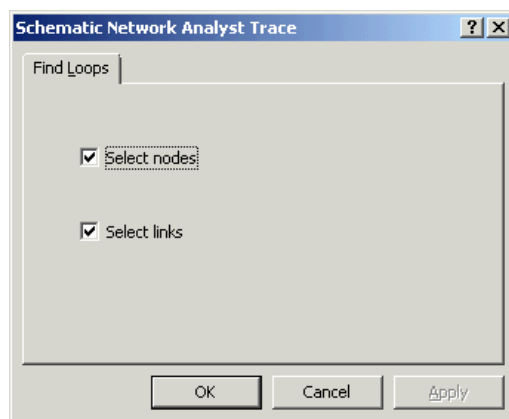 Schematic Network Analyst Trace
Find Loops
Select nodes
Select links
OK Cancel Apply